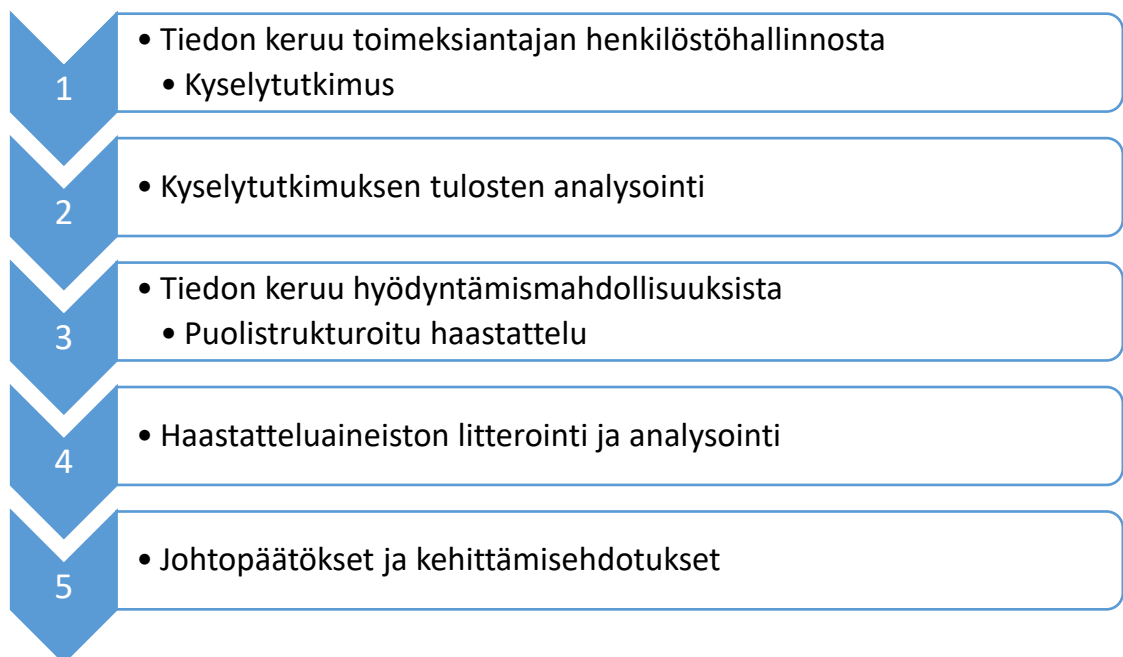 1
• Tiedon keruu toimeksiantajan henkilöstöhallinnosta
• Kyselytutkimus
2
• Kyselytutkimuksen tulosten analysointi
3
• Tiedon keruu hyödyntämismahdollisuuksista
• Puolistrukturoitu haastattelu
4
• Haastatteluaineiston litterointi ja analysointi
5
• Johtopäätökset ja kehittämisehdotukset